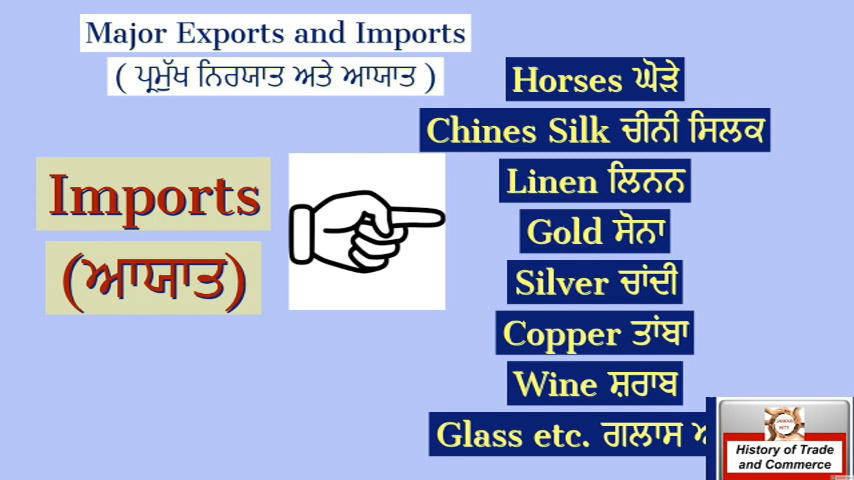 Major Exports and Imports
( ਪ੍ਰਮੁੱਖ ਨਿਰਯਾਤ ਅਤੇ ਆਯਾਤ )
Imports
(ਆਯਾਤ)
Horses ਘੋੜੇ
Chines Silk ਚੀਨੀ ਸਿਲਕ
Linen ਲਿਨਨ
Gold ਸੋਨਾ
Silver ਚਾਂਦੀ
Copper ਤਾਂਬਾ
Wine ਸ਼ਰਾਬ
Glass etc. ਗਲਾਸ
History of Trade
and Commerce